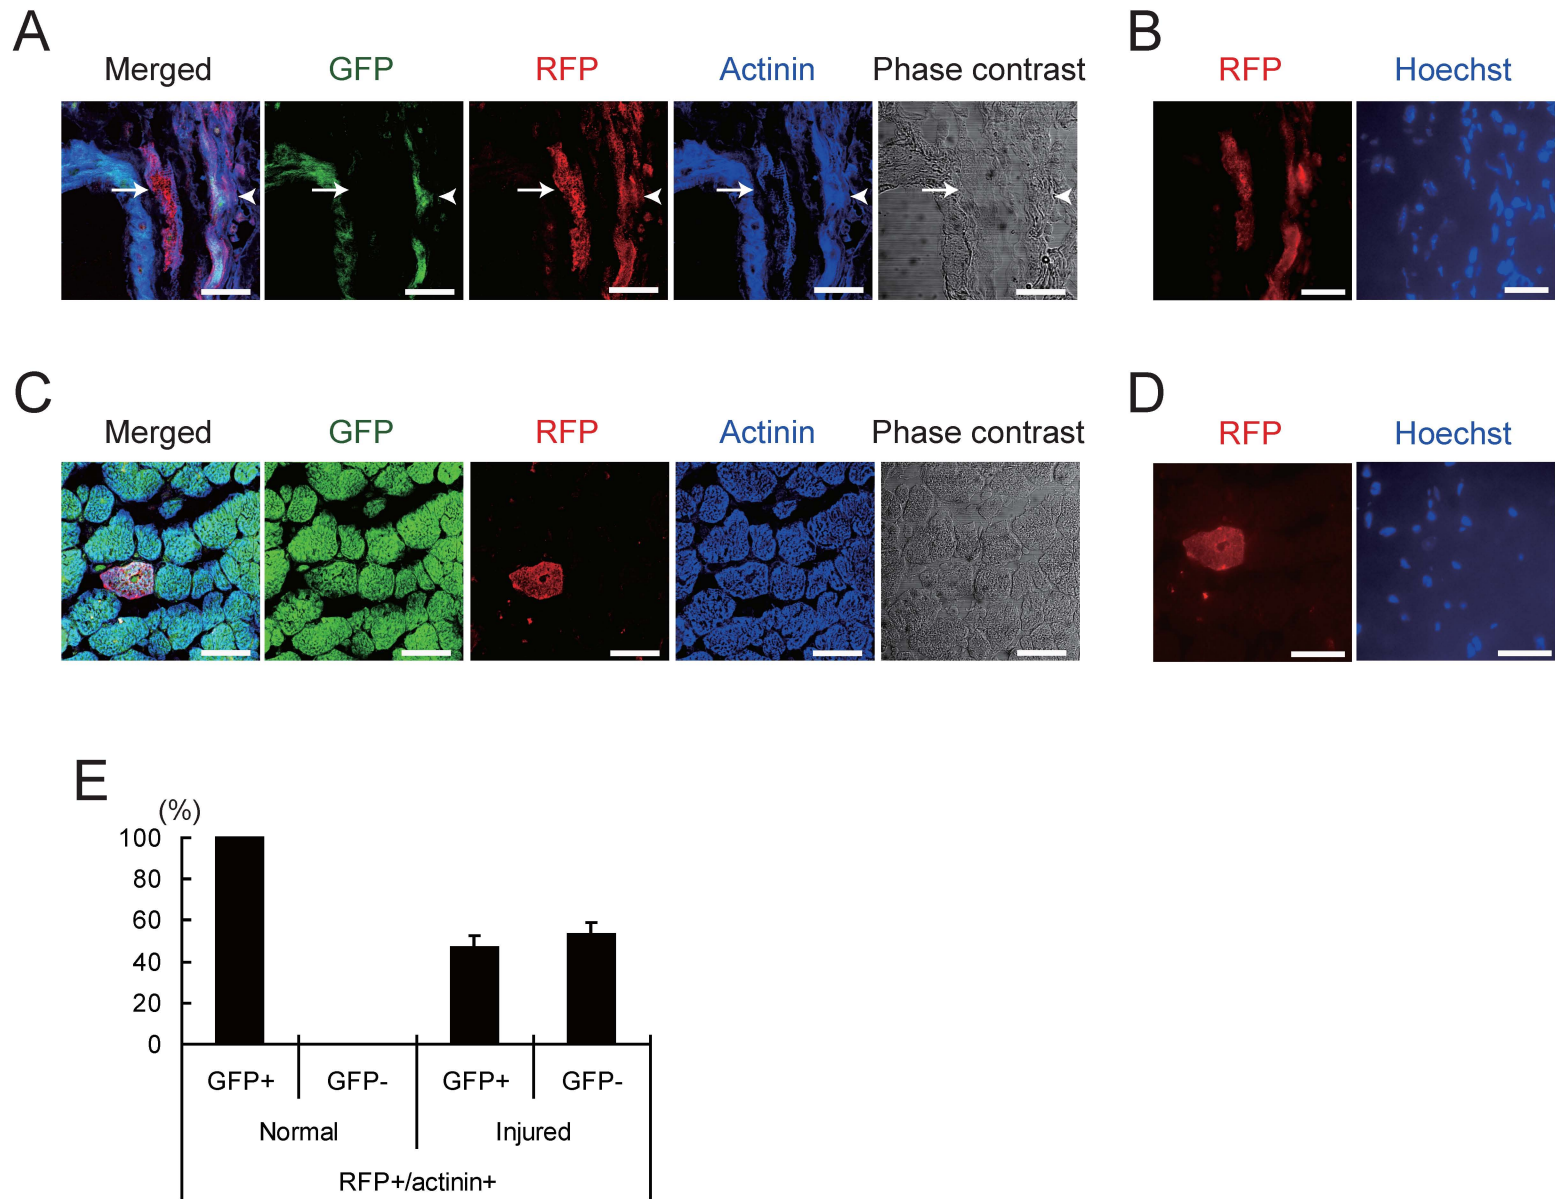 A
Merged GFP RFP Actinin Phase contrast
B
RFP Hoechst
C
Merged GFP RFP Actinin Phase contrast
D
RFP Hoechst
E
(%)
100
80
60
40
20
0
GFP+ GFP- GFP+ GFP-
Normal Injured
RFP+/actinin+